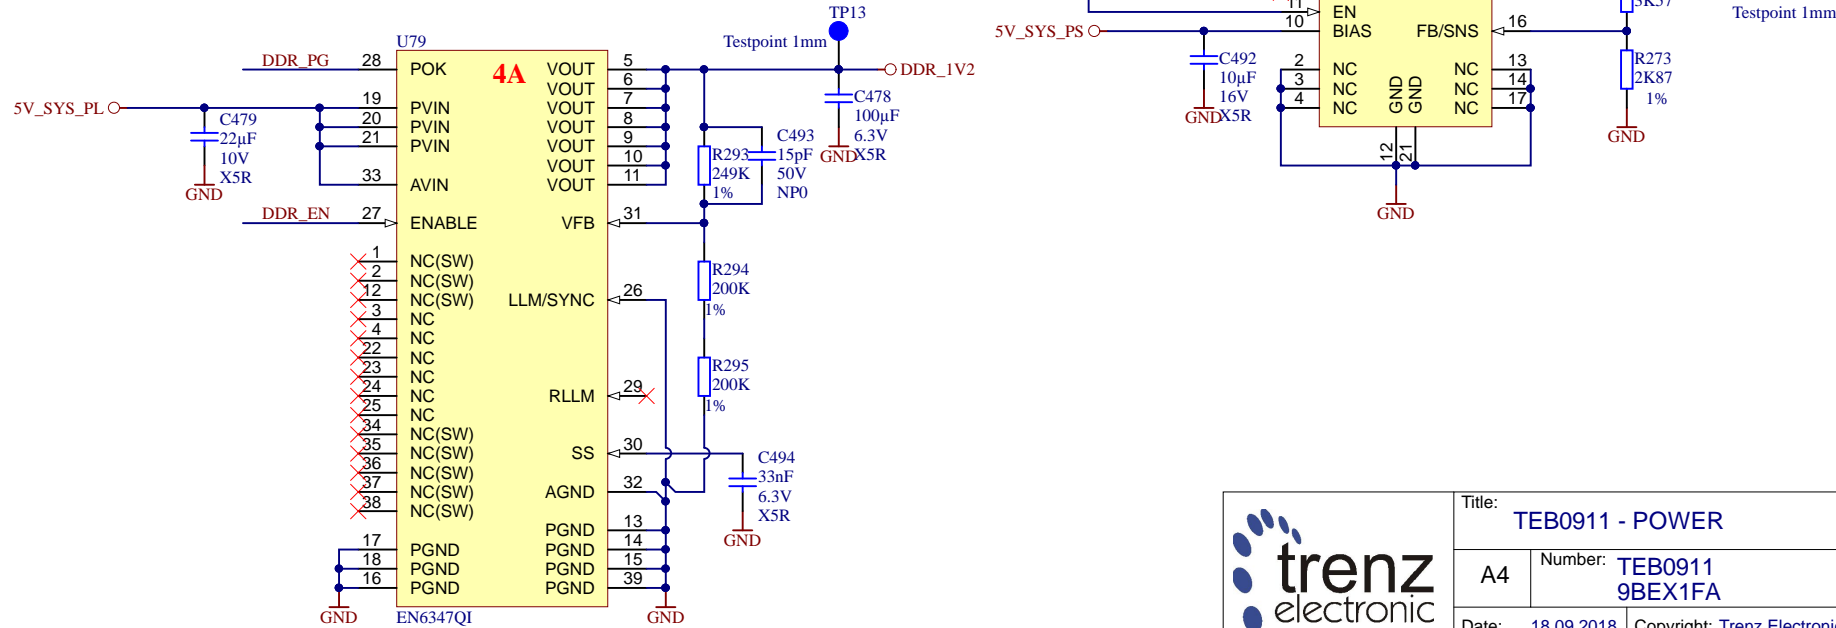 TP13
Testpoint 1mm
U79
4A
DDR_PG
28
POK
5V_SYS_PL
19
PVIN
20
PVIN
21
PVIN
33
AVIN
C479
22µF
10V
X5R
GND
DDR_EN
27
ENABLE
1
NC(SW)
2
NC(SW)
12
NC(SW)
3
NC
4
NC
22
NC
23
NC
24
NC
25
NC
34
NC(SW)
35
NC(SW)
36
NC(SW)
37
NC(SW)
38
NC(SW)
17
PGND
18
PGND
16
PGND
GND
EN6347QI
VOUT
5
VOUT
6
VOUT
7
VOUT
8
VOUT
9
VOUT
10
VOUT
11
VFB
31
LLM/SYNC
26
RLLM
29
SS
30
AGND
32
PGND
13
PGND
14
PGND
15
PGND
39
GND
DDR_1V2
C478
100µF
6.3V
X5R
GND
C493
15pF
50V
NP0
R293
249K
1%
R294
200K
1%
R295
200K
1%
C494
33nF
6.3V
X5R
GND
5V_SYS_PS
11
EN
10
BIAS
C492
10µF
16V
X5R
GND
2
NC
3
NC
4
NC
FB/SNS
16
NC
13
NC
14
NC
17
GND
GND
12
21
GND
3K57
R273
2K87
1%
GND
Testpoint 1mm
trenz
electronic
Title:
TEB0911 - POWER
A4
Number:
TEB0911
9BEX1FA
Date:
18.09.2018
Copyright: Trenz Electronic